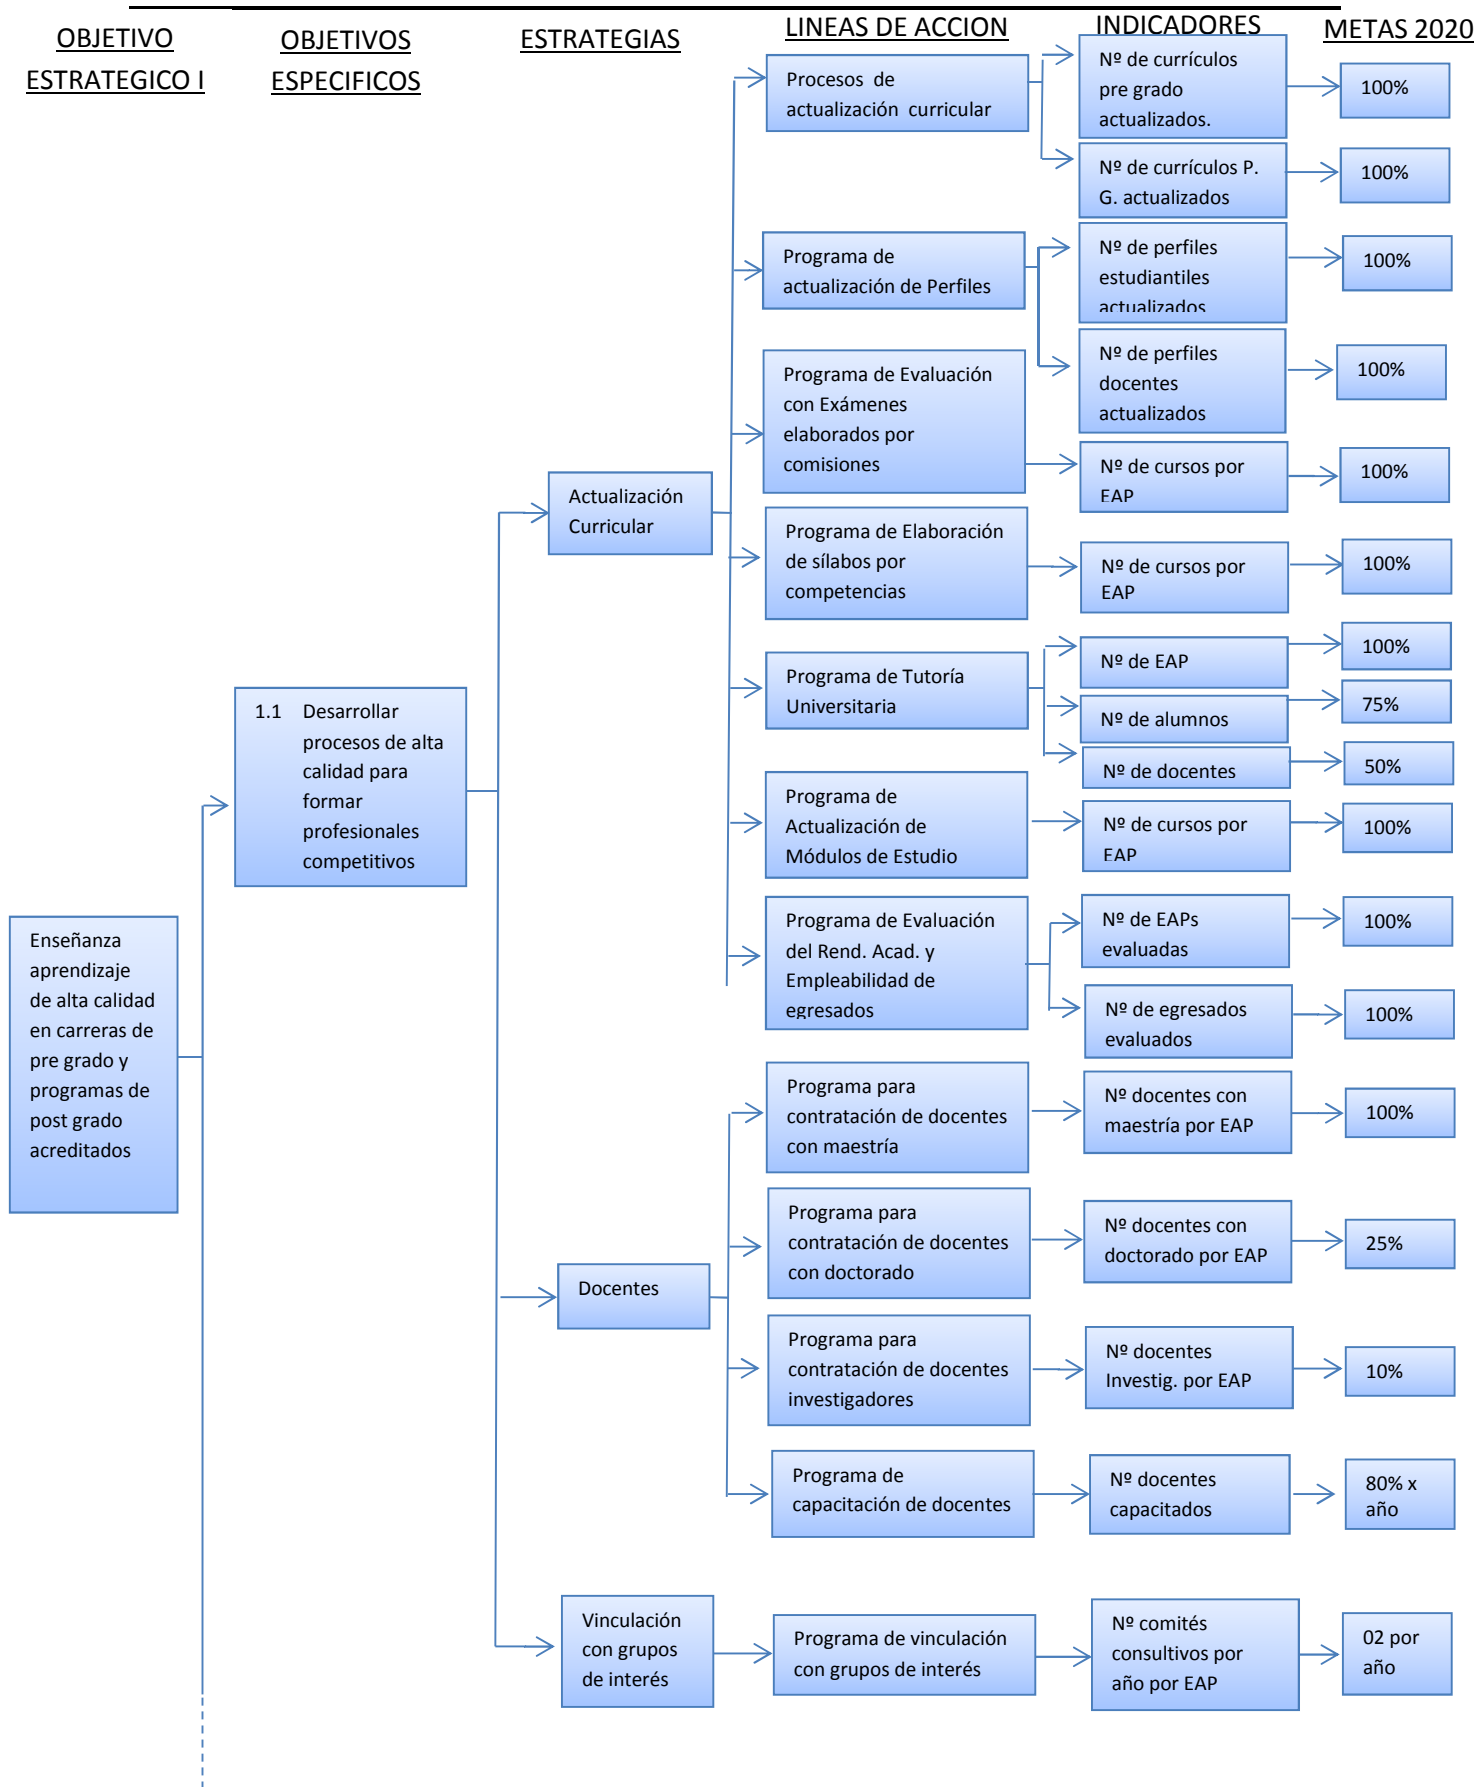 OBJETIVO
ESTRATEGICO I
OBJETIVOS
ESPECIFICOS
ESTRATEGIAS
LINEAS DE ACCION
INDICADORES
METAS 2020
Enseñanza
aprendizaje
de alta calidad
en carreras de
pre grado y
programas de
post grado
acreditados
1.1 Desarrollar
procesos de alta
calidad para
formar
profesionales
competitivos
Actualización
Curricular
Procesos de
actualización curricular
Nº de currículos
pre grado
actualizados.
100%
Nº de currículos P.
G. actualizados
100%
Programa de
actualización de Perfiles
Nº de perfiles
estudiantiles
actualizados
100%
Nº de perfiles
docentes
actualizados
100%
Programa de Evaluación
con Exámenes
elaborados por
comisiones
Nº de cursos por
EAP
100%
Programa de Elaboración
de sílabos por
competencias
Nº de cursos por
EAP
100%
Programa de Tutoría
Universitaria
Nº de EAP
100%
Nº de alumnos
75%
Nº de docentes
50%
Programa de
Actualización de
Módulos de Estudio
Nº de cursos por
EAP
100%
Programa de Evaluación
del Rend. Acad. y
Empleabilidad de
egresados
Nº de EAPs
evaluadas
100%
Nº de egresados
evaluados
100%
Docentes
Programa para
contratación de docentes
con maestría
Nº docentes con
maestría por EAP
100%
Programa para
contratación de docentes
con doctorado
Nº docentes con
doctorado por EAP
25%
Programa para
contratación de docentes
investigadores
Nº docentes
Investig. por EAP
10%
Programa de
capacitación de docentes
Nº docentes
capacitados
80% x
año
Vinculación
con grupos
de interés
Programa de vinculación
con grupos de interés
Nº comités
consultivos por
año por EAP
02 por
año